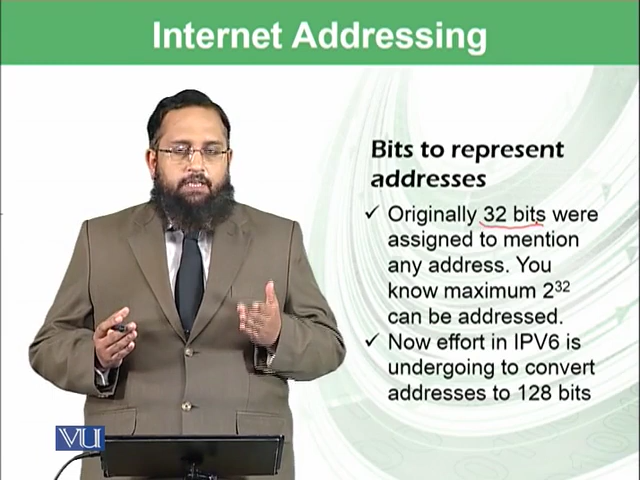 Internet Addressing
Bits to represent
addresses
✓ Originally 32 bits were
assigned to mention
any address. You
know maximum 2³²
can be addressed.
✓ Now effort in IPV6 is
undergoing to convert
addresses to 128 bits
VU